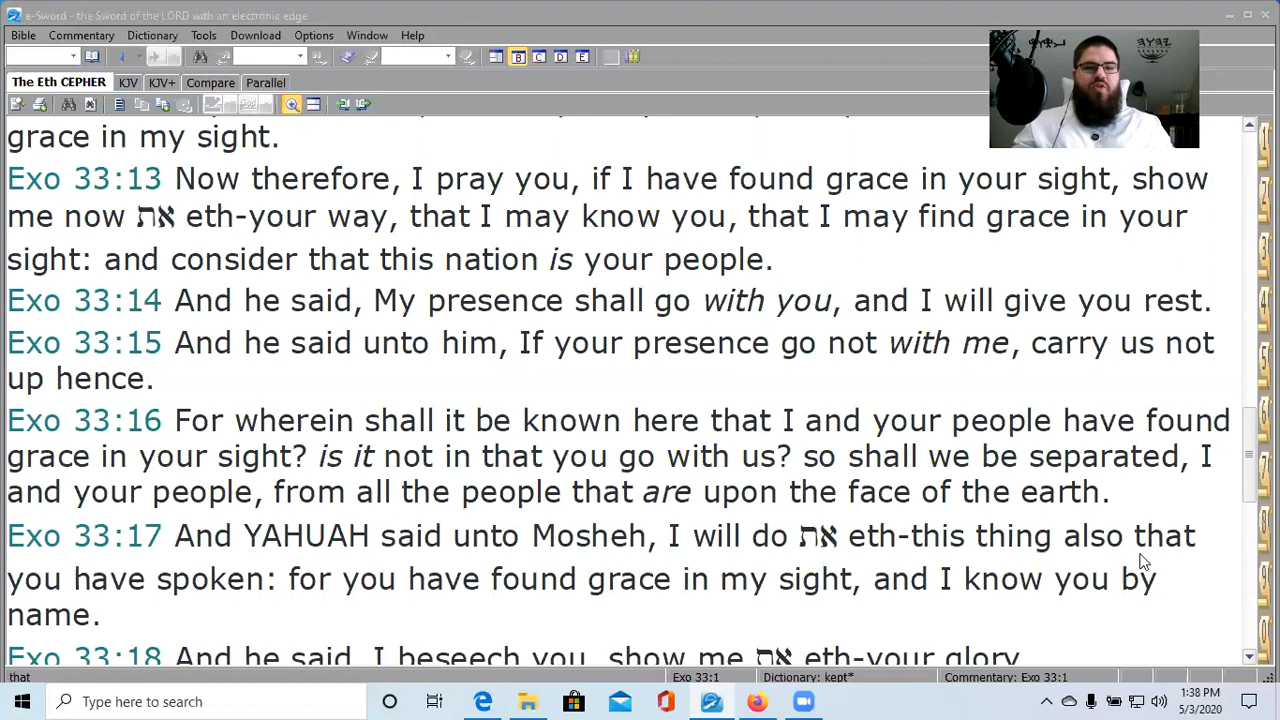 e-Sword - the Sword of the LORD with an electronic edge
Bible Commentary Dictionary Tools Download Options Window Help
B C D E
The Eth CEPHER KJV KJV+ Compare Parallel
grace in my sight.
Exo 33:13 Now therefore, I pray you, if I have found grace in your sight, show
me now את eth-your way, that I may know you, that I may find grace in your
sight: and consider that this nation is your people.
Exo 33:14 And he said, My presence shall go with you, and I will give you rest.
Exo 33:15 And he said unto him, If your presence go not with me, carry us not
up hence.
Exo 33:16 For wherein shall it be known here that I and your people have found
grace in your sight? is it not in that you go with us? so shall we be separated, I
and your people, from all the people that are upon the face of the earth.
Exo 33:17 And YAHUAH said unto Mosheh, I will do את eth-this thing also that
you have spoken: for you have found grace in my sight, and I know you by
name.
Exo 33:18 And he said, I beseech you, show me את eth-your glory
that Exo 33:1 Dictionary: kept* Commentary: Exo 33:1
Type here to search
1:38 PM
5/3/2020